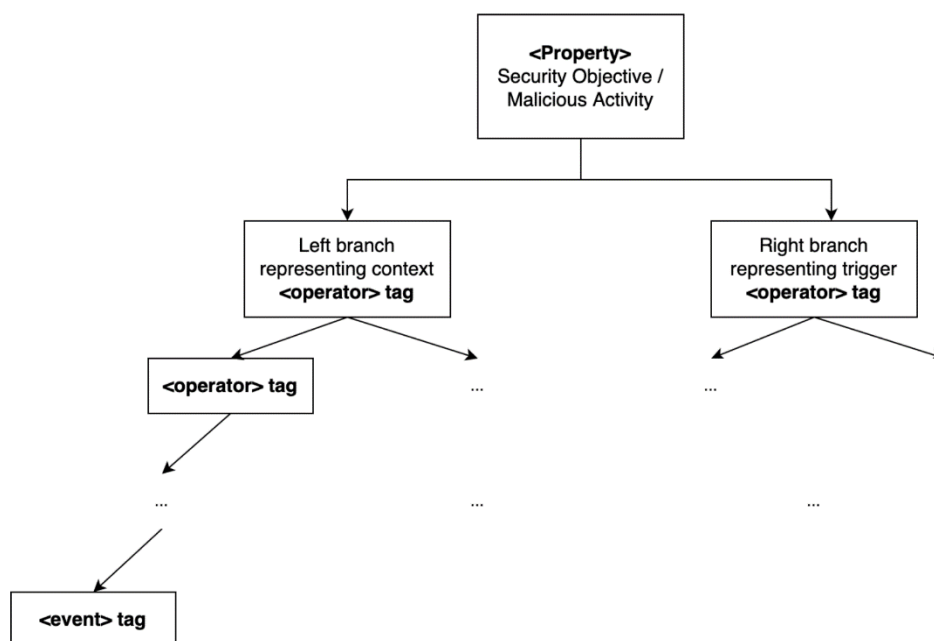 <Property>
Security Objective /
Malicious Activity
Left branch
representing context
<operator> tag
Right branch
representing trigger
<operator> tag
<operator> tag
...
...
...
...
...
<event> tag